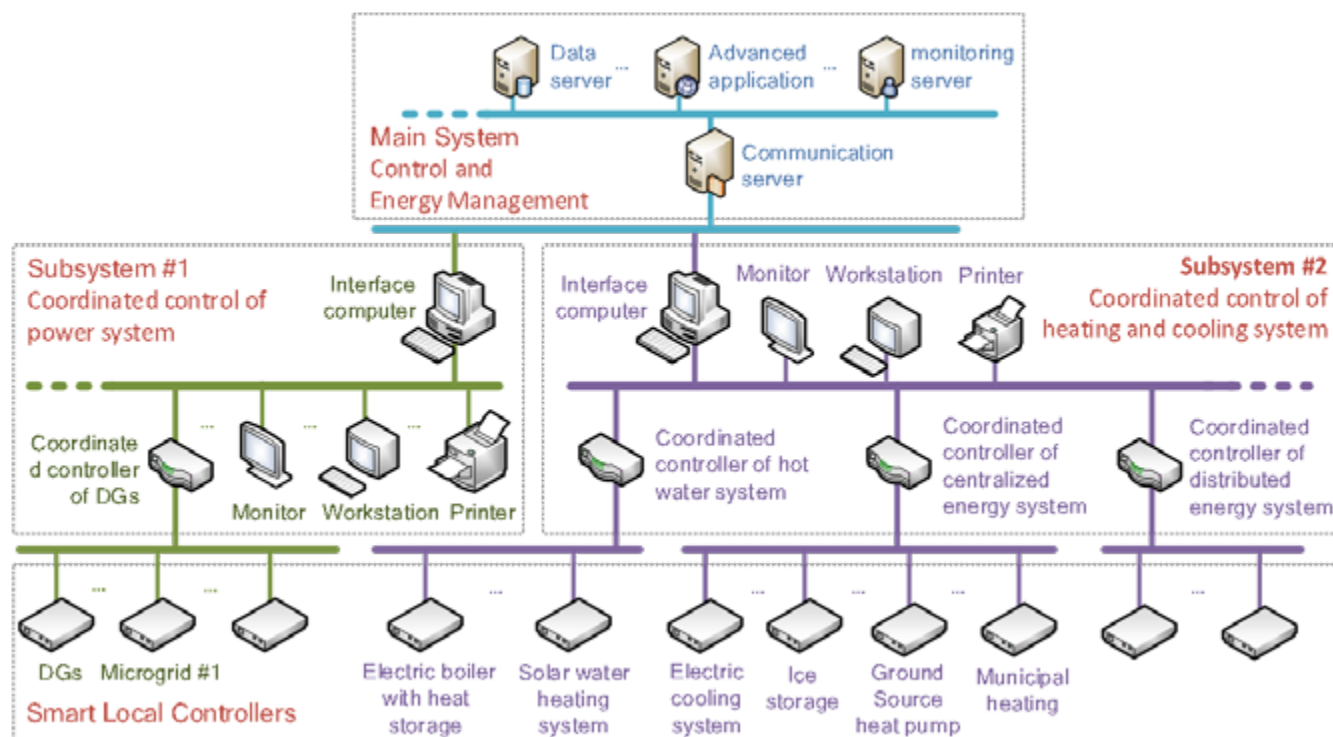 Data
server
...
Advanced
application
...
monitoring
server
Main System
Control and
Energy Management
Communication
server
Subsystem #1
Coordinated control of
power system
Interface
computer
Interface
computer
Monitor
Workstation
Printer
Subsystem #2
Coordinated control of
heating and cooling system
Coordinate
d controller
of DGs
...
...
...
Monitor
Workstation
Printer
Coordinated
controller of hot
water system
Coordinated
controller of
centralized
energy system
Coordinated
controller of
distributed
energy system
...
...
...
...
...
...
...
DGs
Microgrid #1
Electric boiler
with heat
storage
Solar water
heating
system
Electric
cooling
system
Ice
storage
Ground
Source
heat pump
Municipal
heating
Smart Local Controllers